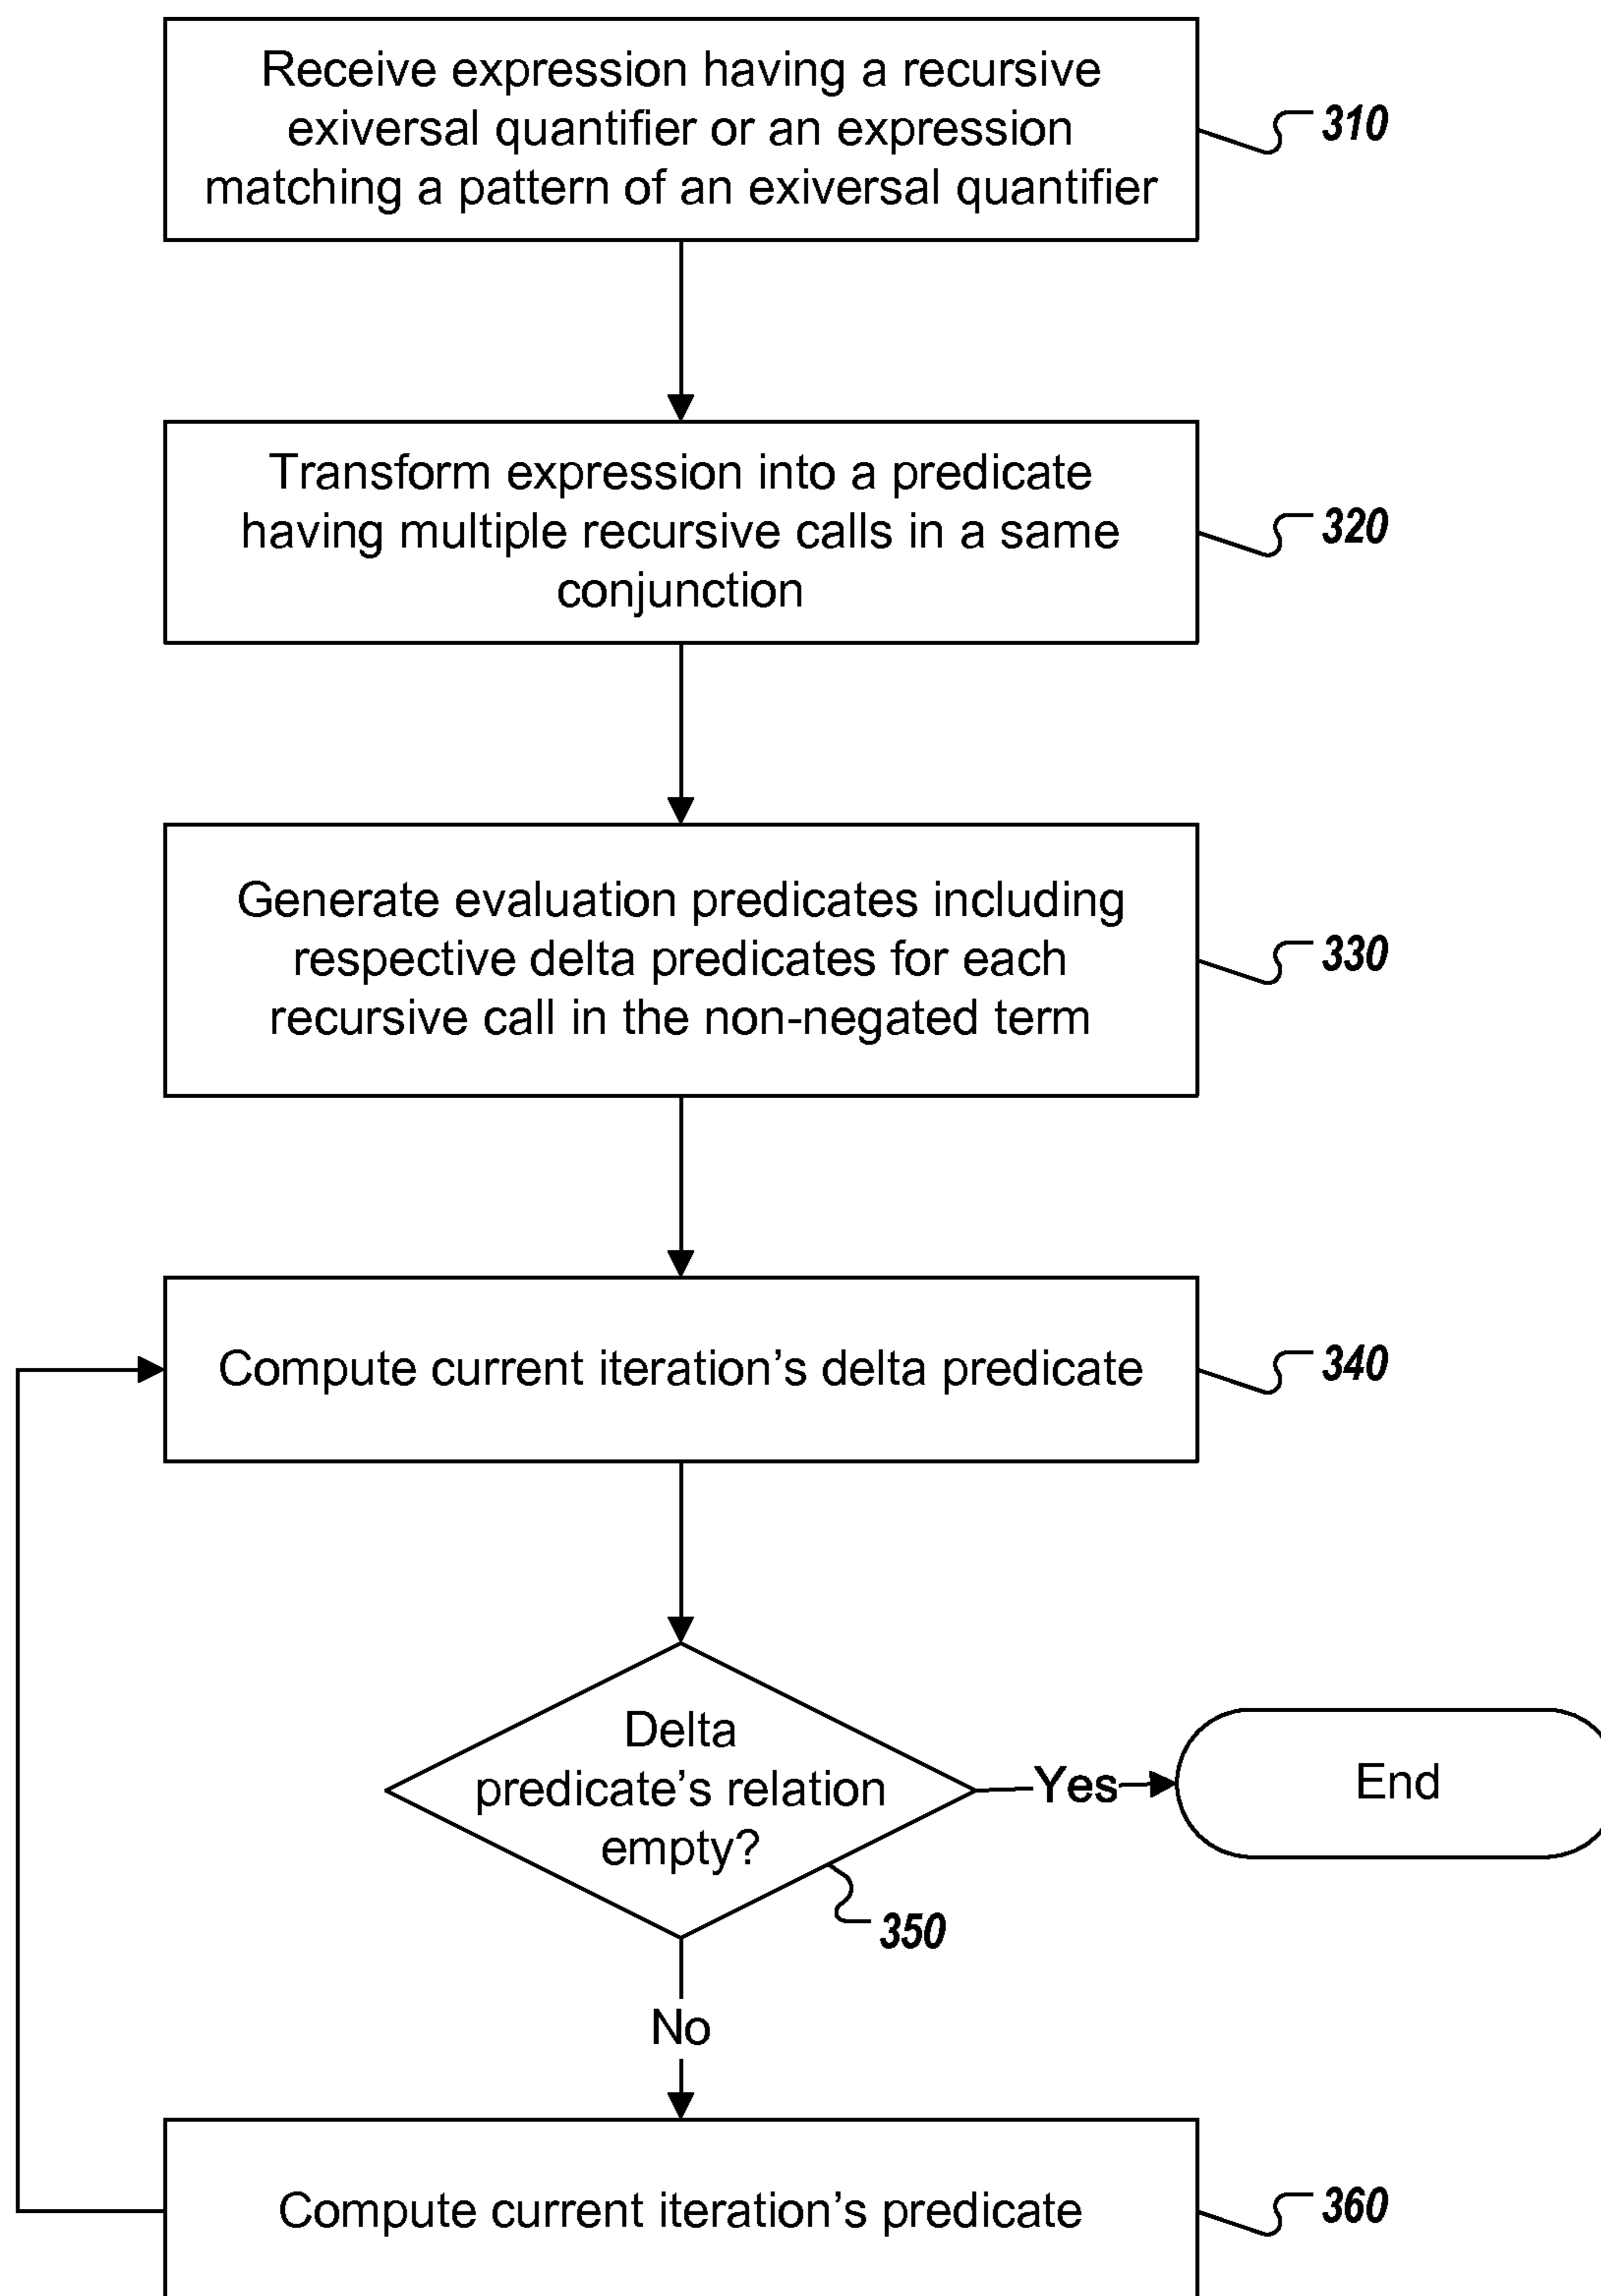 Receive expression having a recursive
exiversal quantifier or an expression
matching a pattern of an exiversal quantifier
310
Transform expression into a predicate
having multiple recursive calls in a same
conjunction
320
Generate evaluation predicates including
respective delta predicates for each
recursive call in the non-negated term
330
Compute current iteration’s delta predicate
340
Delta
predicate’s relation
empty?
Yes
End
350
No
Compute current iteration’s predicate
360